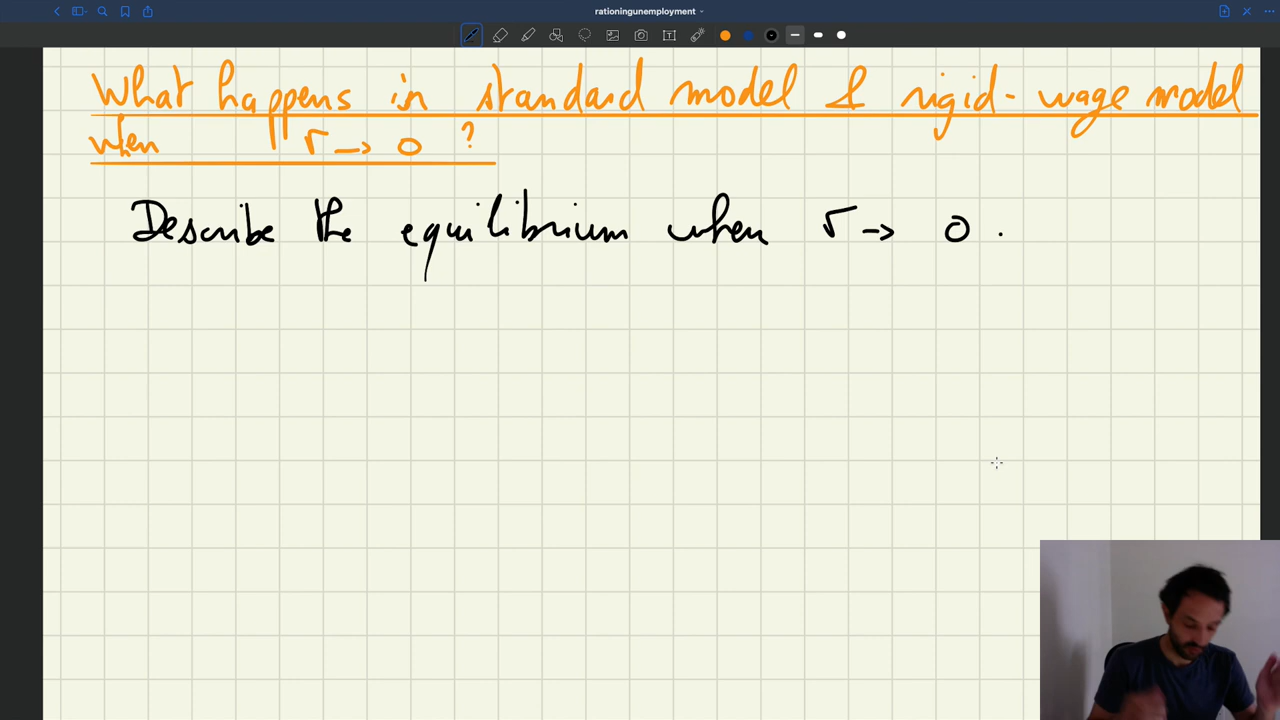 rationingunemployment
What happens in standard model & rigid-wage model
when r → 0 ?
Describe the equilibrium when r → 0 .